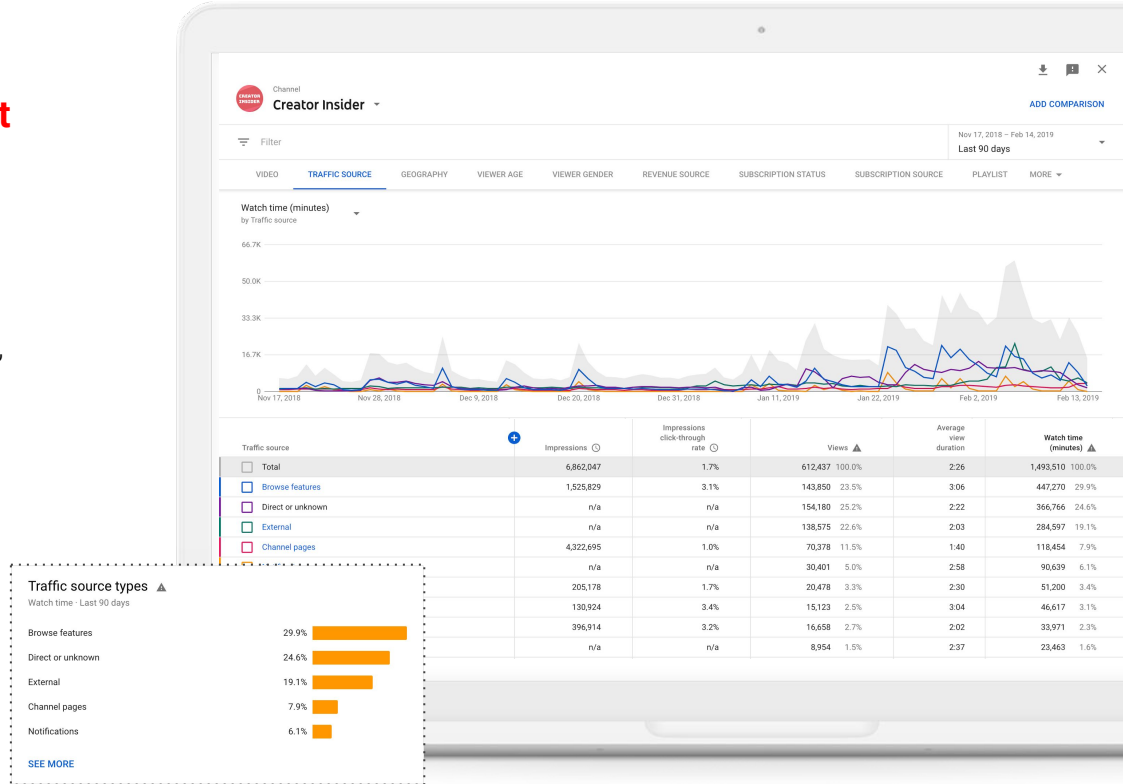 t
,
CREATOR
INSIDER
Channel
Creator Insider
ADD COMPARISON
Filter
Nov 17, 2018 – Feb 14, 2019
Last 90 days
VIDEO TRAFFIC SOURCE GEOGRAPHY VIEWER AGE VIEWER GENDER REVENUE SOURCE SUBSCRIPTION STATUS SUBSCRIPTION SOURCE PLAYLIST MORE
Watch time (minutes)
by Traffic source
66.7K
50.0K
33.3K
16.7K
0
Nov 17, 2018 Nov 28, 2018 Dec 9, 2018 Dec 20, 2018 Dec 31, 2018 Jan 11, 2019 Jan 22, 2019 Feb 2, 2019 Feb 13, 2019
Traffic source
Impressions
Impressions
click-through
rate
Views
Average
view
duration
Watch time
(minutes)
Total 6,862,047 1.7% 612,437 100.0% 2:26 1,493,510 100.0%
Browse features 1,525,829 3.1% 143,850 23.5% 3:06 447,270 29.9%
Direct or unknown n/a n/a 154,180 25.2% 2:22 366,766 24.6%
External n/a n/a 138,575 22.6% 2:03 284,597 19.1%
Channel pages 4,322,695 1.0% 70,378 11.5% 1:40 118,454 7.9%
n/a n/a 30,401 5.0% 2:58 90,639 6.1%
205,178 1.7% 20,478 3.3% 2:30 51,200 3.4%
130,924 3.4% 15,123 2.5% 3:04 46,617 3.1%
396,914 3.2% 16,658 2.7% 2:02 33,971 2.3%
n/a n/a 8,954 1.5% 2:37 23,463 1.6%
Traffic source types
Watch time · Last 90 days
Browse features 29.9%
Direct or unknown 24.6%
External 19.1%
Channel pages 7.9%
Notifications 6.1%
SEE MORE